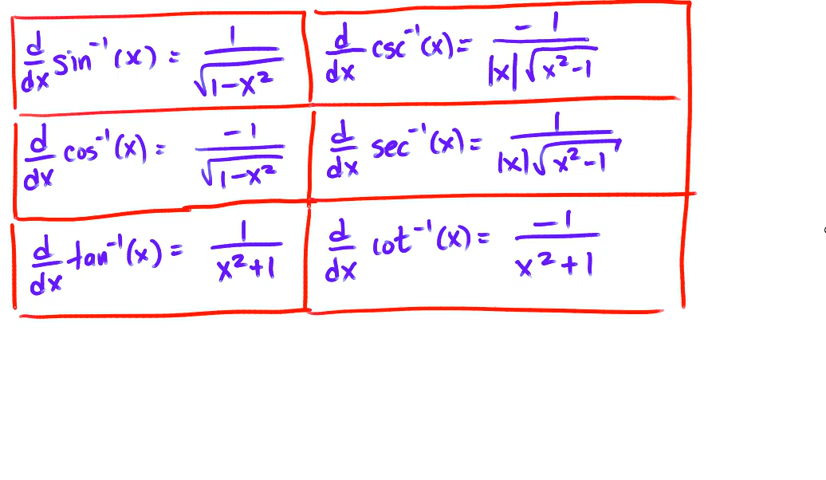 d/dx sin⁻¹(x) = 1/√(1-x²)
d/dx csc⁻¹(x) = -1/(|x|√(x²-1))
d/dx cos⁻¹(x) = -1/√(1-x²)
d/dx sec⁻¹(x) = 1/(|x|√(x²-1))
d/dx tan⁻¹(x) = 1/(x²+1)
d/dx cot⁻¹(x) = -1/(x²+1)